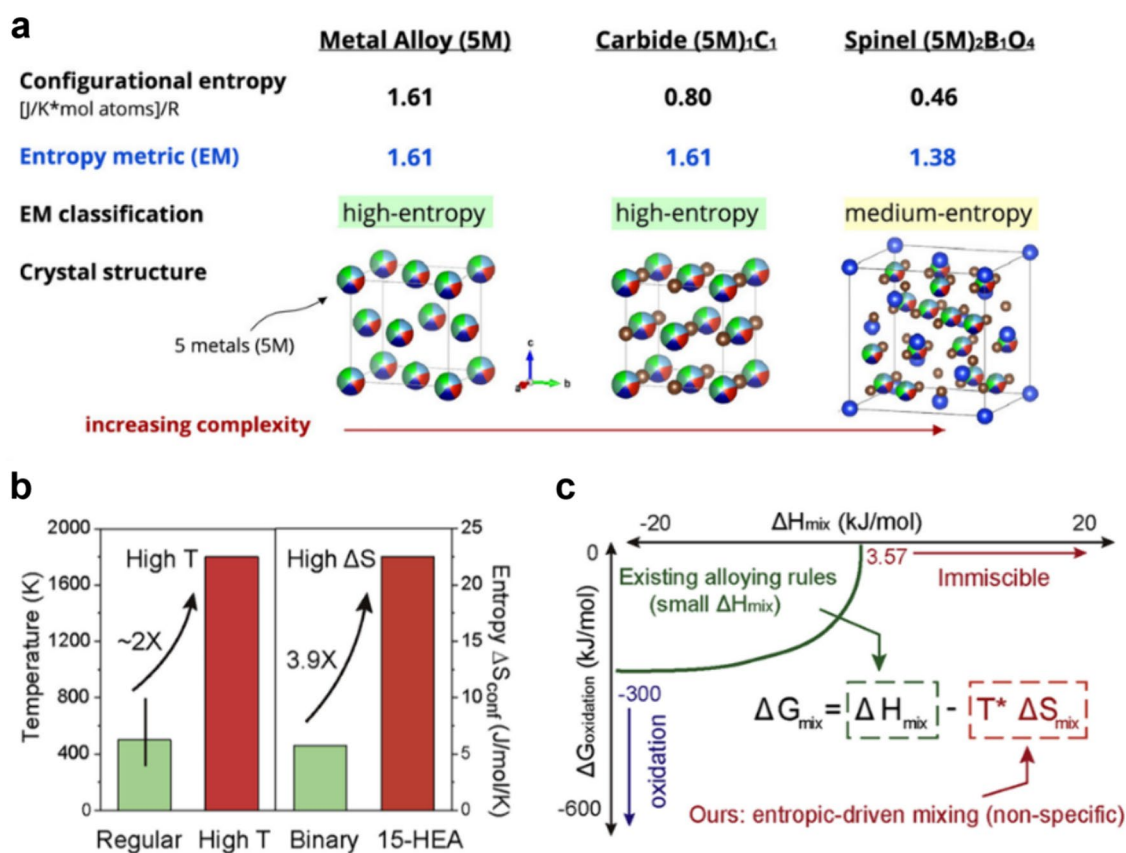 a
Metal Alloy (5M) Carbide (5M)₁C₁ Spinel (5M)₂B₁O₄
Configurational entropy
[J/K*mol atoms]/R
1.61 0.80 0.46
Entropy metric (EM) 1.61 1.61 1.38
EM classification high-entropy high-entropy medium-entropy
Crystal structure
5 metals (5M)
c
a b
increasing complexity
b
Temperature (K)
2000
1600
1200
800
400
0
High T
~2X
High ΔS
3.9X
25
20
15
10
5
0
Entropy ΔSconf (J/mol/K)
Regular High T Binary 15-HEA
c
-20 ΔHmix (kJ/mol) 20
0
3.57 Immiscible
Existing alloying rules
(small ΔHmix)
ΔGoxidation (kJ/mol)
-300
oxidation
ΔGmix= ΔHmix - T* ΔSmix
-600
Ours: entropic-driven mixing (non-specific)